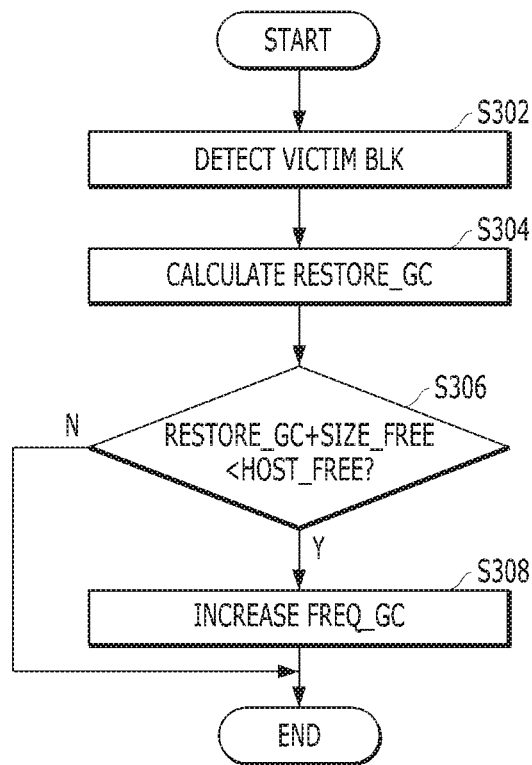 START
S302
DETECT VICTIM BLK
S304
CALCULATE RESTORE_GC
S306
N
RESTORE_GC+SIZE_FREE
<HOST_FREE?
Y
S308
INCREASE FREQ_GC
END